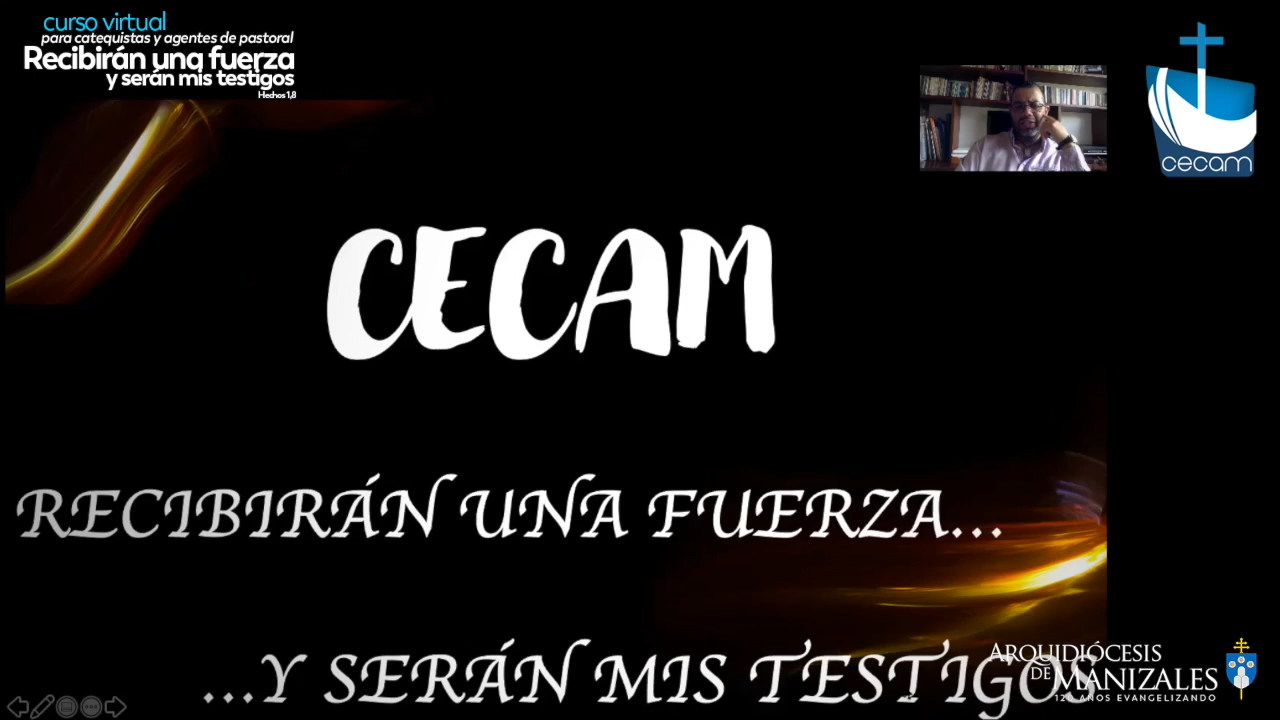 curso virtual
para catequistas y agentes de pastoral
Recibirán una fuerza
y serán mis testigos
Hechos 1,8
cecam
CECAM
RECIBIRÁN UNA FUERZA...
...Y SERÁN MIS TESTIGOS
ARQUIDIÓCESIS
DE MANIZALES
120 AÑOS EVANGELIZANDO